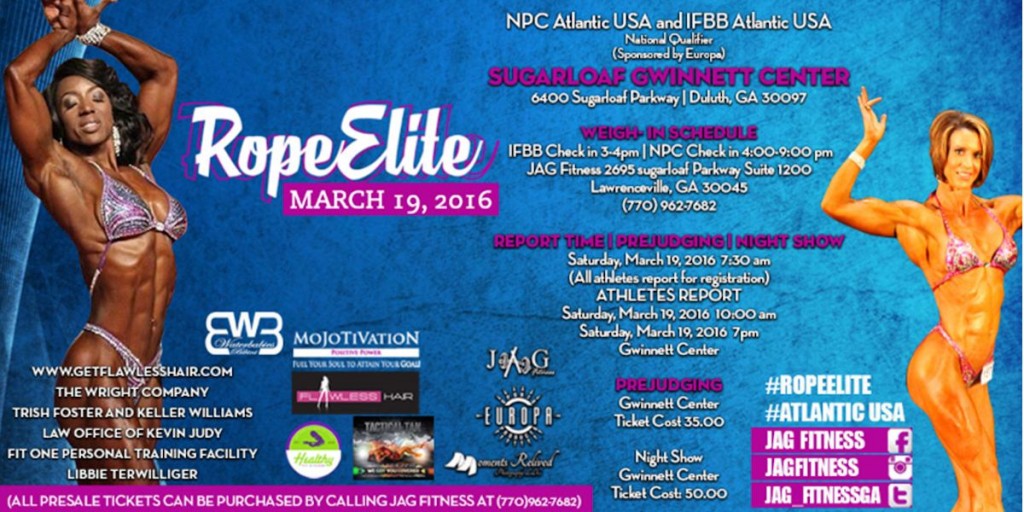 NPC Atlantic USA and IFBB Atlantic USA
National Qualifier
(Sponsored by Europa)
SUGARLOAF GWINNETT CENTER
6400 Sugarloaf Parkway | Duluth, GA 30097
RopeElite
MARCH 19, 2016
WEIGH-IN SCHEDULE
IFBB Check in 3-4pm | NPC Check in 4:00-9:00 pm
JAG Fitness 2695 sugarloaf Parkway Suite 1200
Lawrenceville, GA 30045
(770) 962-7682
REPORT TIME | PREJUDGING | NIGHT SHOW
Saturday, March 19, 2016 7:30 am
(All athletes report for registration)
ATHLETES REPORT
Saturday, March 19, 2016 10:00 am
Saturday, March 19, 2016 7pm
Gwinnett Center
PREJUDGING
Gwinnett Center
Ticket Cost 35.00
Night Show
Gwinnett Center
Ticket Cost: 50.00
Waterbabies
Bikinis
MOJOTIVATION
POSITIVE POWER
FUEL YOUR SOUL TO ATTAIN YOUR GOAL!
FLAWLESS HAIR
Healthy
TACTICAL TAN
JAG
Fitness
EUROPA
Moments Relived
WWW.GETFLAWLESSHAIR.COM
THE WRIGHT COMPANY
TRISH FOSTER AND KELLER WILLIAMS
LAW OFFICE OF KEVIN JUDY
FIT ONE PERSONAL TRAINING FACILITY
LIBBIE TERWILLIGER
#ROPEELITE
#ATLANTIC USA
JAG FITNESS
JAGFITNESS
JAG_FITNESSGA
(ALL PRESALE TICKETS CAN BE PURCHASED BY CALLING JAG FITNESS AT (770)962-7682)